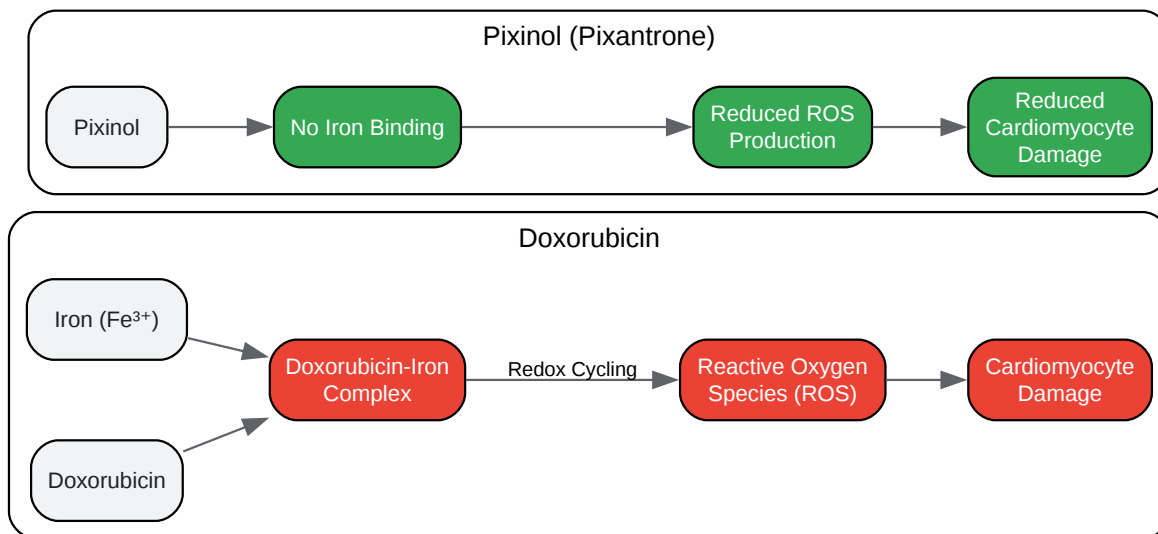 Pixinol (Pixantrone)
Pixinol
No Iron Binding
Reduced ROS
Production
Reduced
Cardiomyocyte
Damage
Doxorubicin
Iron (Fe³⁺)
Doxorubicin
Doxorubicin-Iron
Complex
Redox Cycling
Reactive Oxygen
Species (ROS)
Cardiomyocyte
Damage